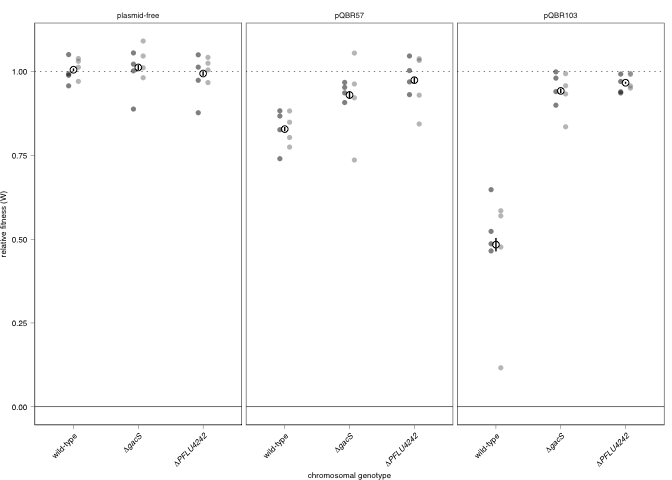 plasmid-free pQBR57 pQBR103
relative fitness (W)
1.00
0.75
0.50
0.25
0.00
wild-type ΔgacS ΔPFLU4242 wild-type ΔgacS ΔPFLU4242 wild-type ΔgacS ΔPFLU4242
chromosomal genotype